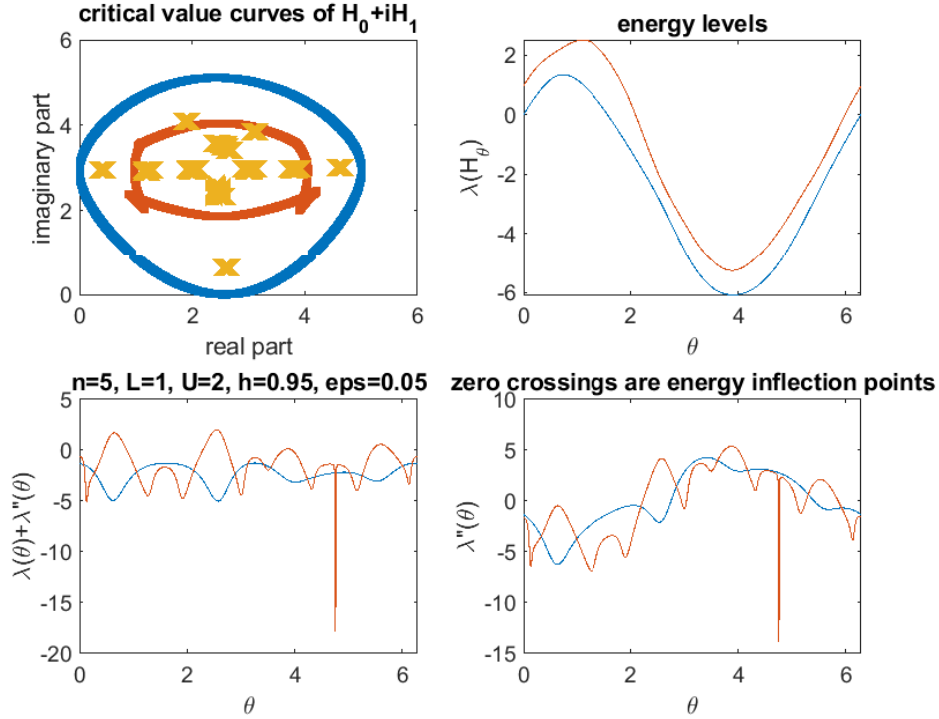 critical value curves of H0+iH1
6
4
2
0
0 2 4 6
imaginary part
real part
energy levels
2
0
-2
-4
-6
0 2 4 6
λ(Hθ)
θ
n=5, L=1, U=2, h=0.95, eps=0.05
5
0
-5
-10
-15
-20
0 2 4 6
λ(θ)+λ"(θ)
θ
zero crossings are energy inflection points
10
5
0
-5
-10
-15
0 2 4 6
λ"(θ)
θ